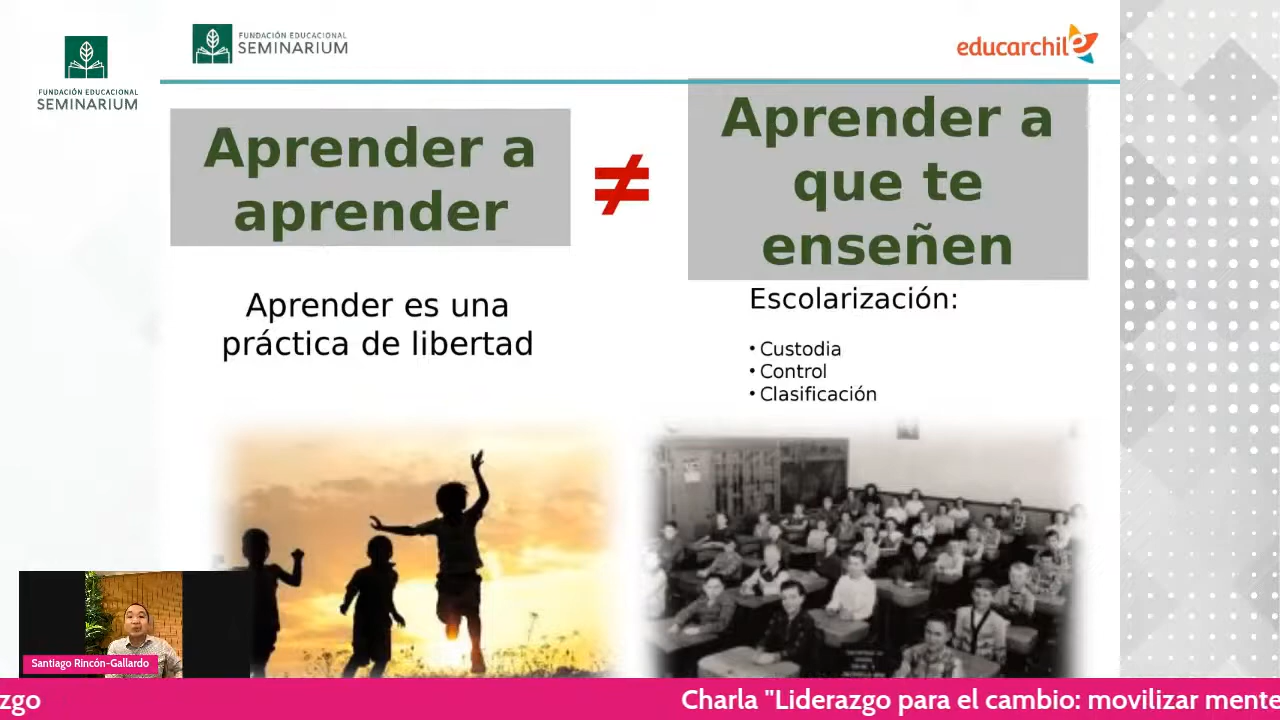 FUNDACIÓN EDUCACIONAL
SEMINARIUM
FUNDACIÓN EDUCACIONAL
SEMINARIUM
educarchile
Aprender a
aprender
≠
Aprender a
que te
enseñen
Aprender es una
práctica de libertad
Escolarización:
• Custodia
• Control
• Clasificación
Santiago Rincón-Gallardo
zgo
Charla "Liderazgo para el cambio: movilizar mente